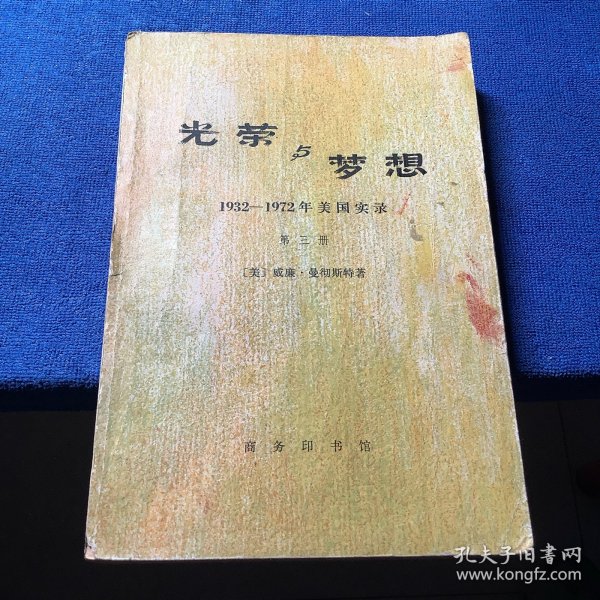 光荣与梦想
1932—1972年美国实录
第三册
〔美〕威廉·曼彻斯特著
商务印书馆
孔夫子旧書网
www.kongfz.com